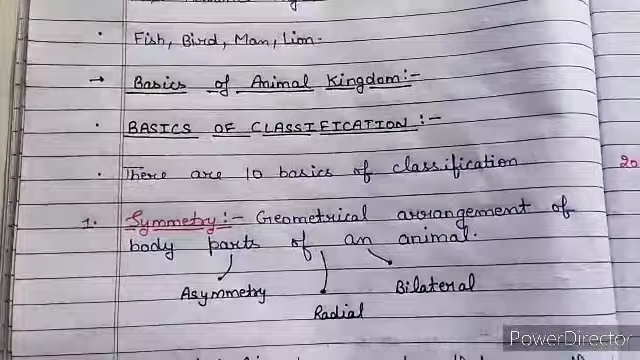 • Fish, Bird, Man, Lion.
→ Basics of Animal Kingdom:-
• BASICS OF CLASSIFICATION:-
• There are 10 basics of classification
20
1. Symmetry:- Geometrical arrangement of
body parts of an animal.
Asymmetry
Radial
Bilateral
PowerDirector